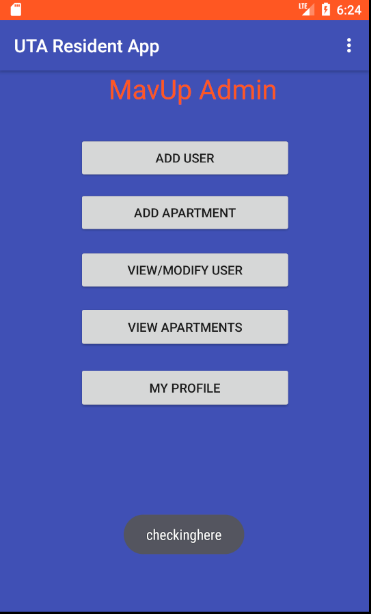 LTE 6:24
UTA Resident App
MavUp Admin
ADD USER
ADD APARTMENT
VIEW/MODIFY USER
VIEW APARTMENTS
MY PROFILE
checkinghere